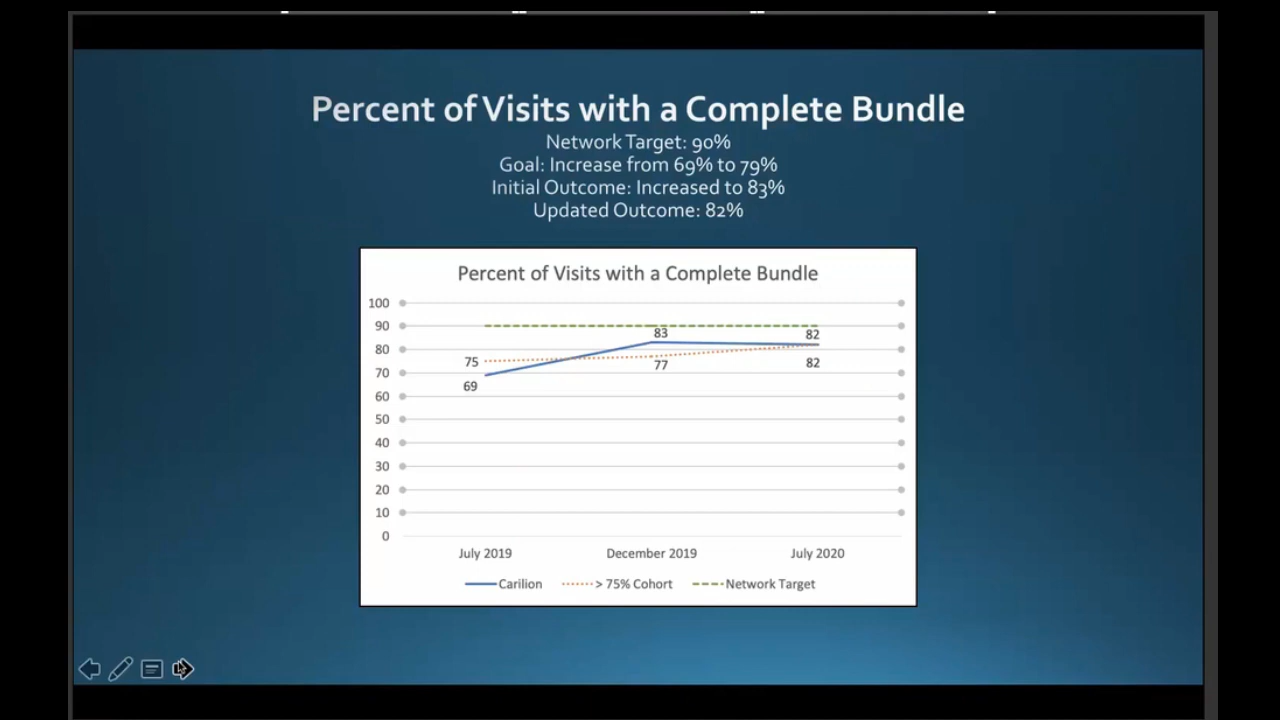 Percent of Visits with a Complete Bundle
Network Target: 90%
Goal: Increase from 69% to 79%
Initial Outcome: Increased to 83%
Updated Outcome: 82%
Percent of Visits with a Complete Bundle
100
90
80
70
60
50
40
30
20
10
0
75
69
83
77
82
82
July 2019 December 2019 July 2020
Carilion > 75% Cohort Network Target